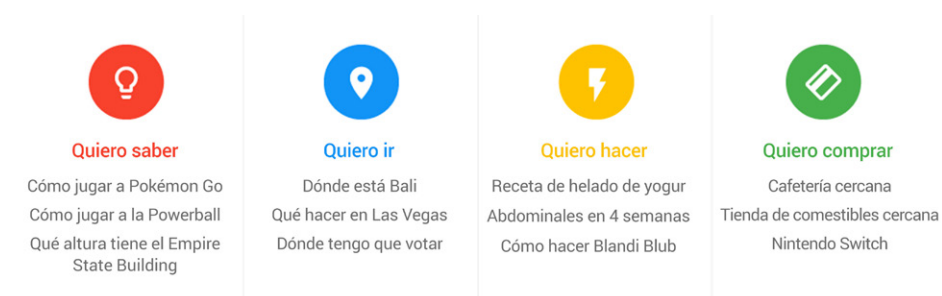 Quiero saber
Cómo jugar a Pokémon Go
Cómo jugar a la Powerball
Qué altura tiene el Empire
State Building
Quiero ir
Dónde está Bali
Qué hacer en Las Vegas
Dónde tengo que votar
Quiero hacer
Receta de helado de yogur
Abdominales en 4 semanas
Cómo hacer Blandi Blub
Quiero comprar
Cafetería cercana
Tienda de comestibles cercana
Nintendo Switch